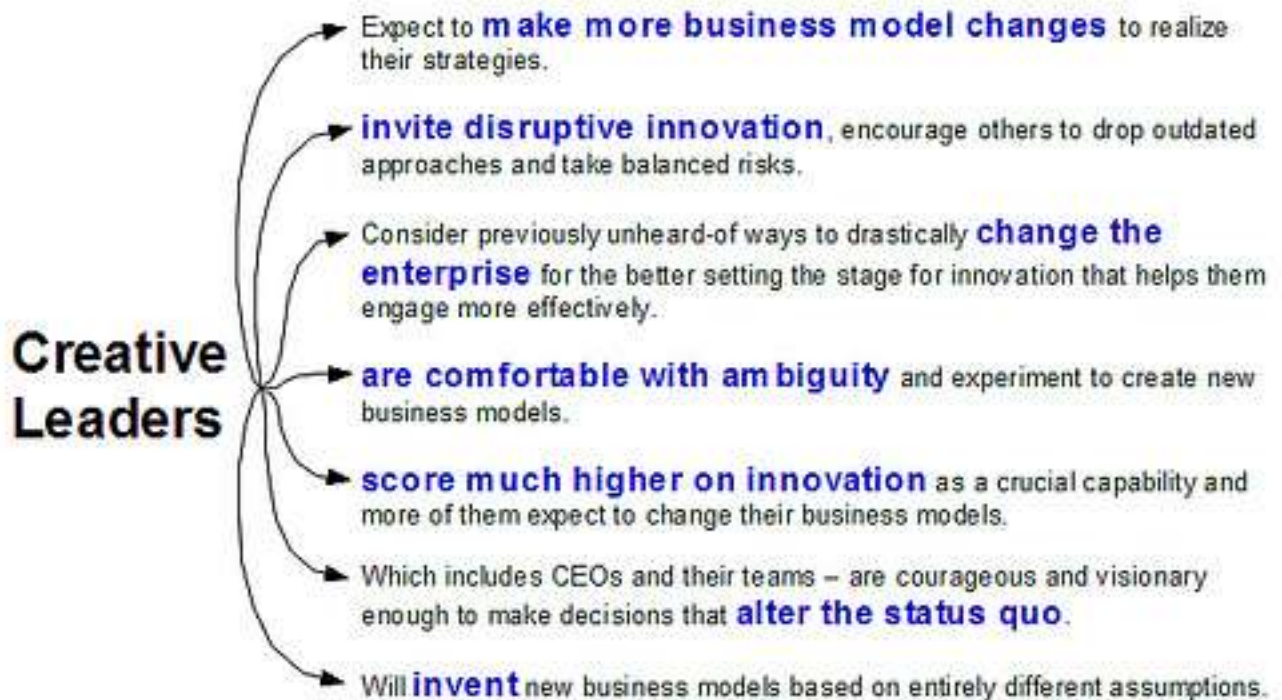 Creative
Leaders
Expect to make more business model changes to realize
their strategies.
invite disruptive innovation, encourage others to drop outdated
approaches and take balanced risks.
Consider previously unheard-of ways to drastically change the
enterprise for the better setting the stage for innovation that helps them
engage more effectively.
are comfortable with ambiguity and experiment to create new
business models.
score much higher on innovation as a crucial capability and
more of them expect to change their business models.
Which includes CEOs and their teams – are courageous and visionary
enough to make decisions that alter the status quo.
Will invent new business models based on entirely different assumptions.